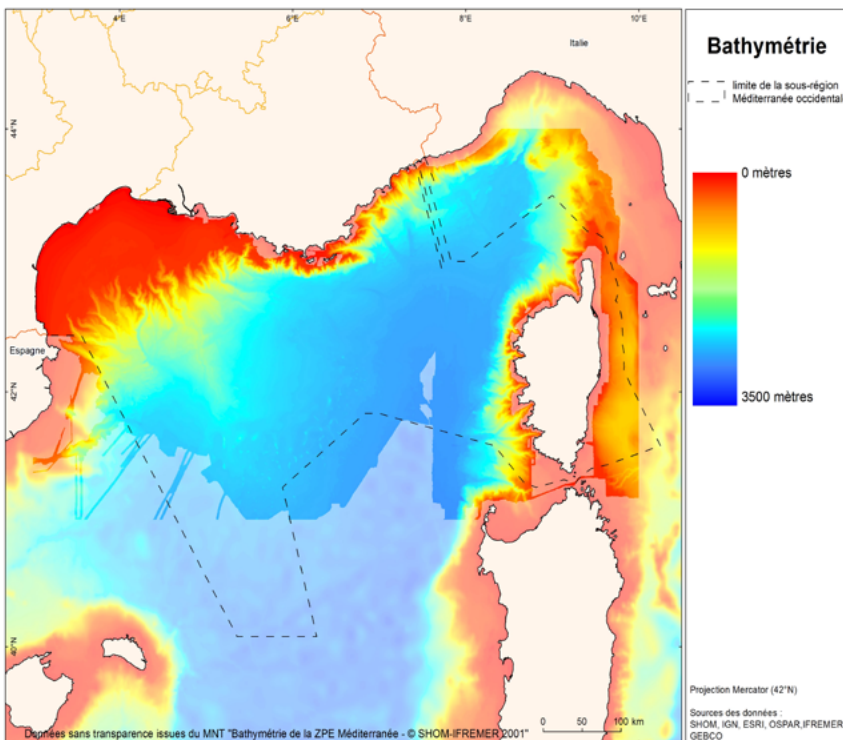 4°E 6°E 8°E 10°E
Italie
44°N
Espagne
42°N
40°N
0 50 100 km
Données sans transparence issues du MNT "Bathymétrie de la ZPE Méditerranée - © SHOM-IFREMER 2001"
Bathymétrie
limite de la sous-région
Méditerranée occidental
0 mètres
3500 mètres
Projection Mercator (42°N)
Sources des données :
SHOM, IGN, ESRI, OSPAR,IFREMER
GEBCO